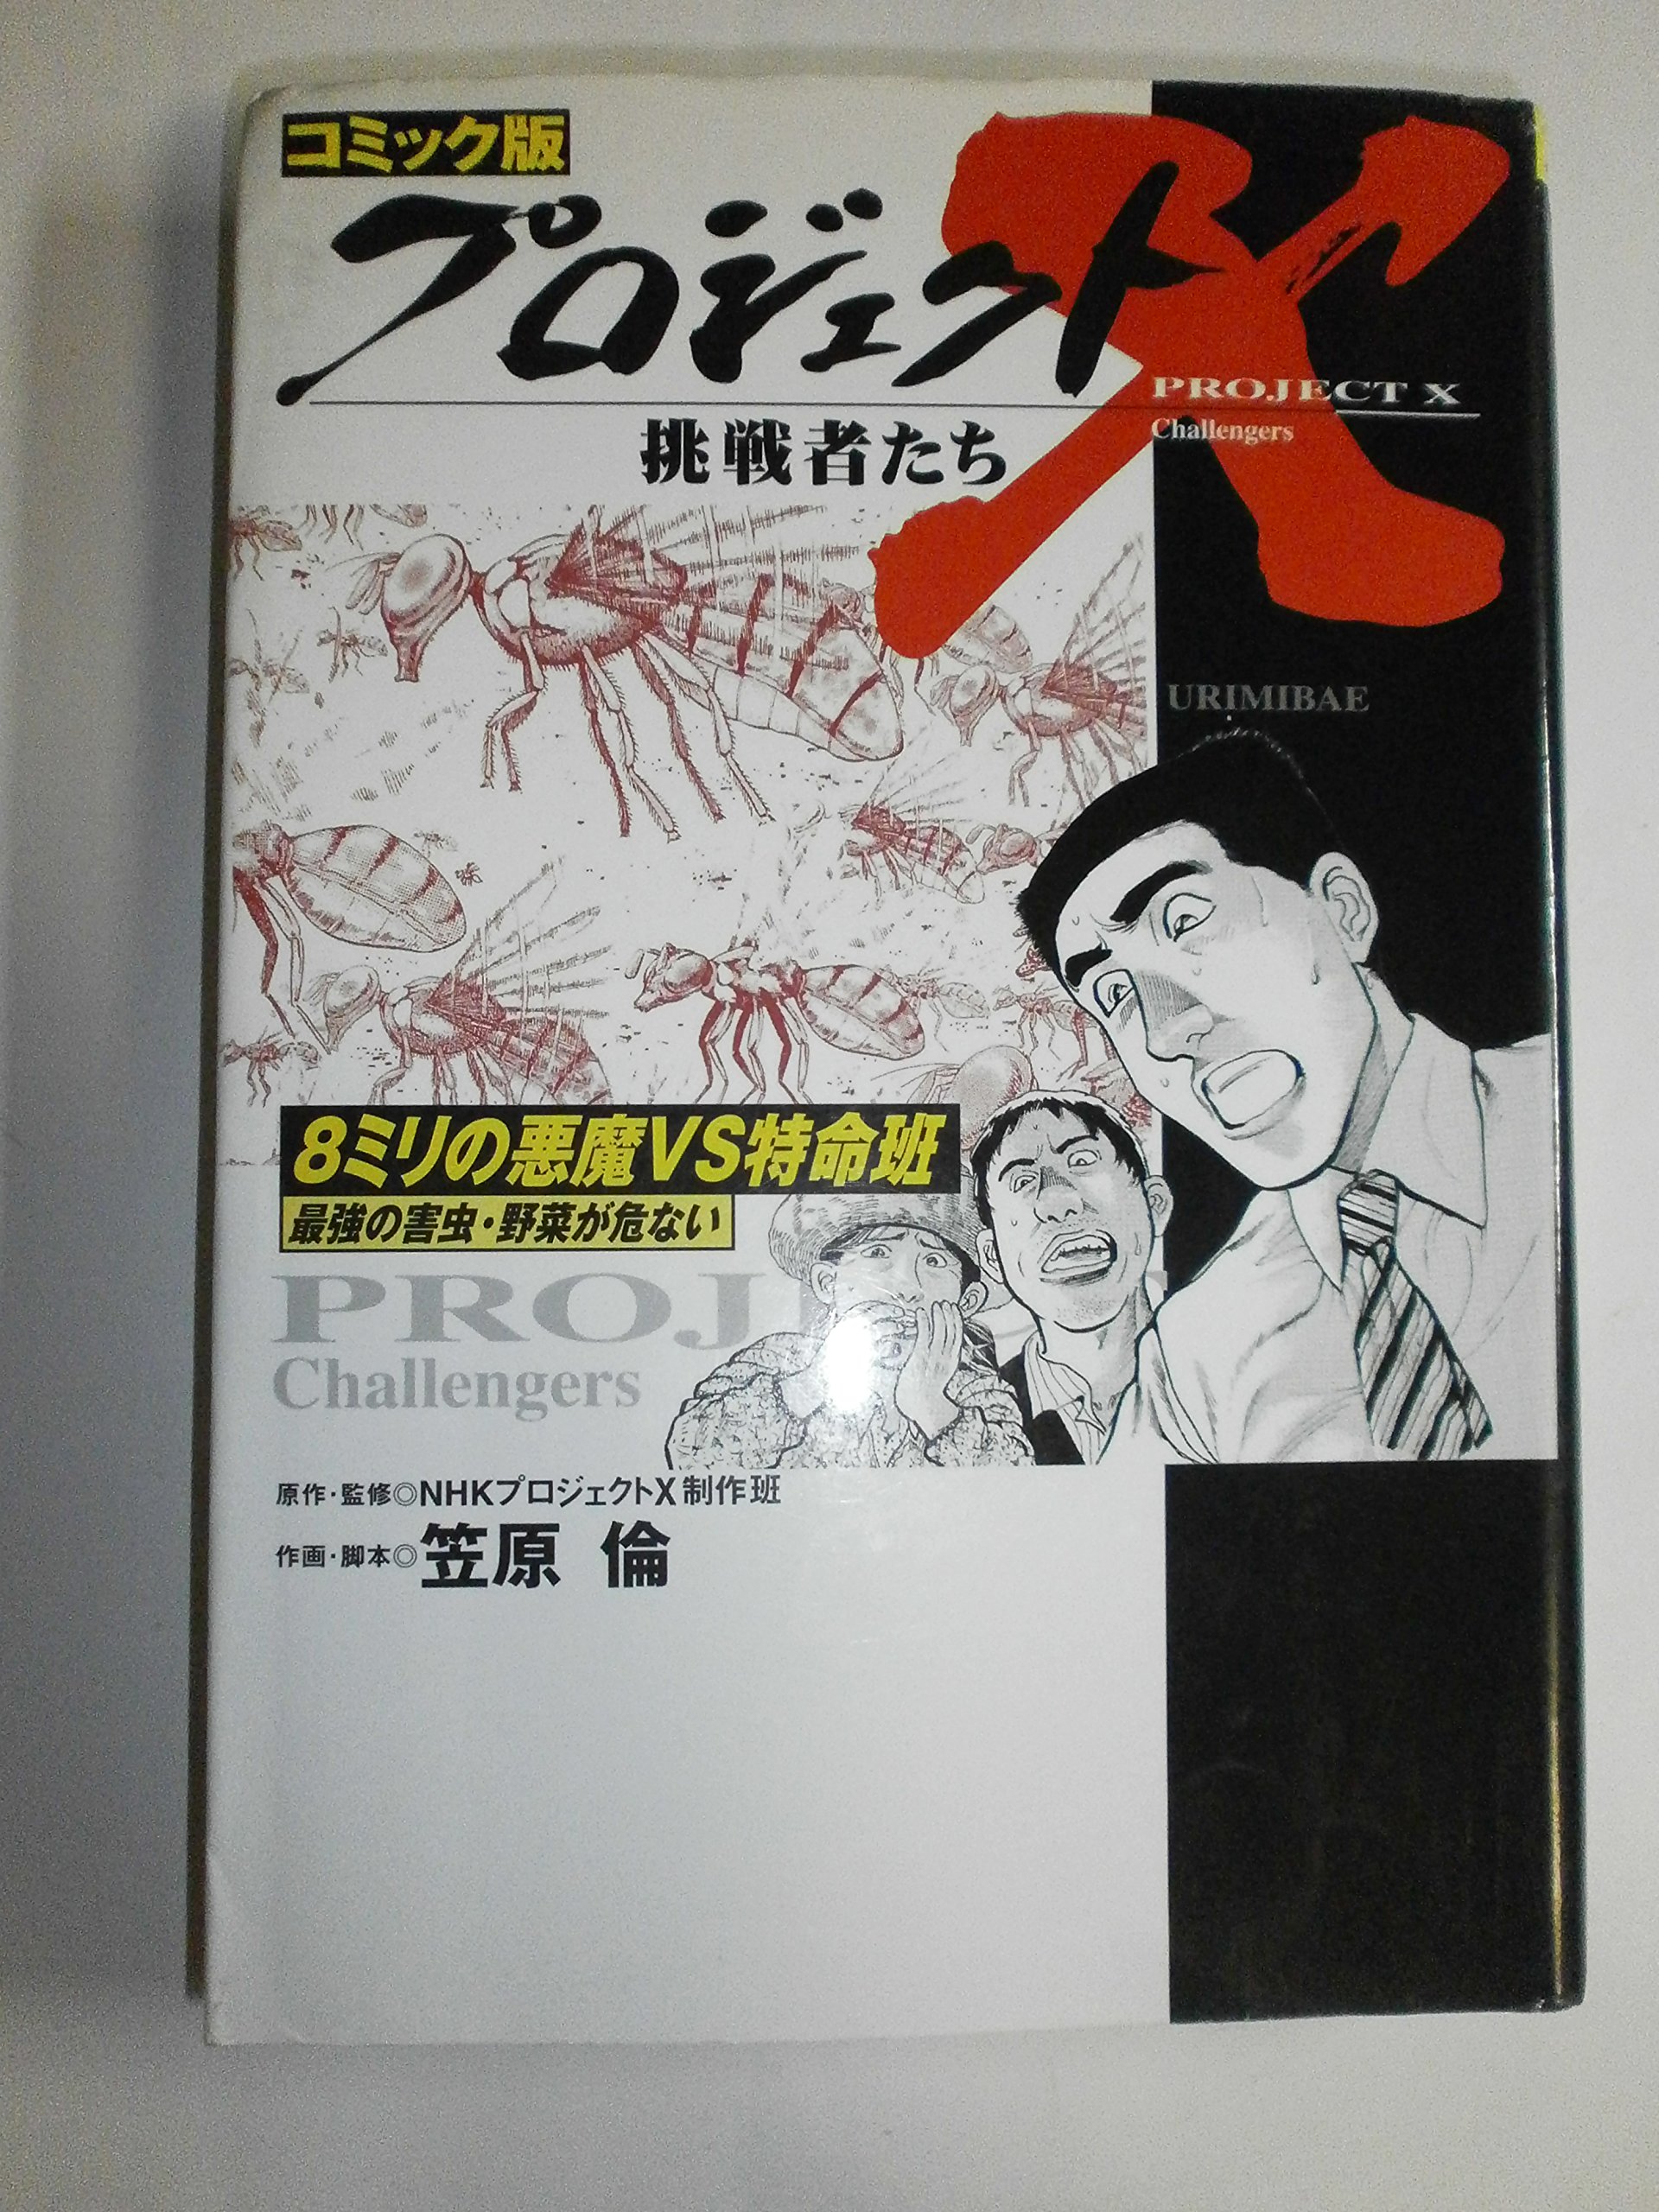 コミック版
プロジェクトX
PROJECT X
挑戦者たち
Challengers
URIMIBAE
8ミリの悪魔VS特命班
最強の害虫・野菜が危ない
PROJECT
Challengers
原作・監修◎NHKプロジェクトX制作班
作画・脚本◎笠原 倫